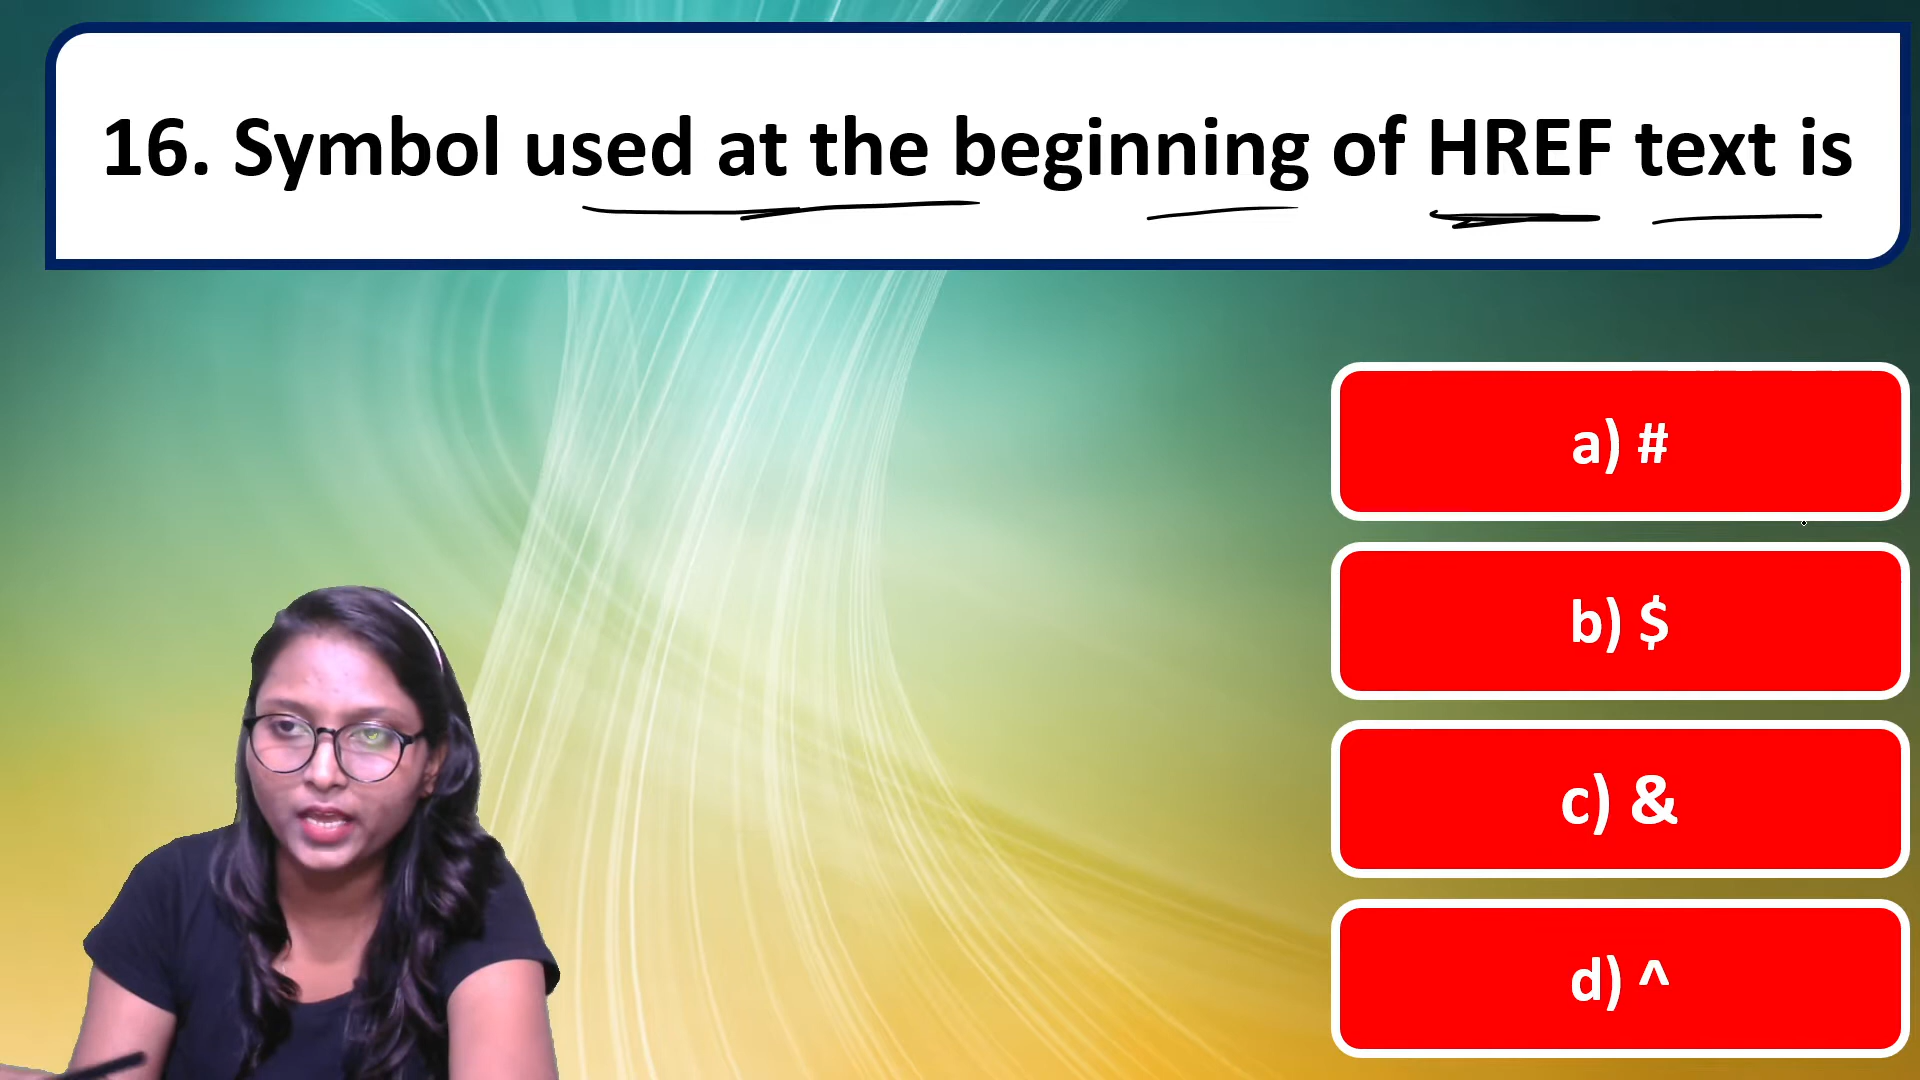 16. Symbol used at the beginning of HREF text is
a) #
b) $
c) &
d) ^